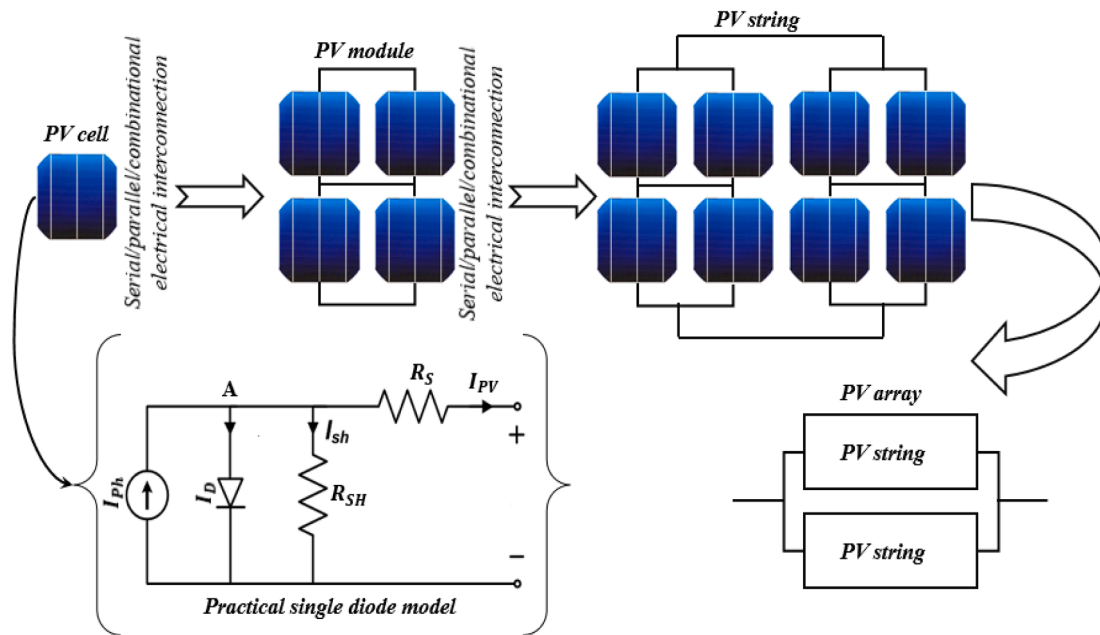 PV string
PV module
PV cell
Serial/parallel/combinational
electrical interconnection
Serial/parallel/combinational
electrical interconnection
A
R_S
I_PV
+
I_sh
I_Ph
I_D
R_SH
−
Practical single diode model
PV array
PV string
PV string